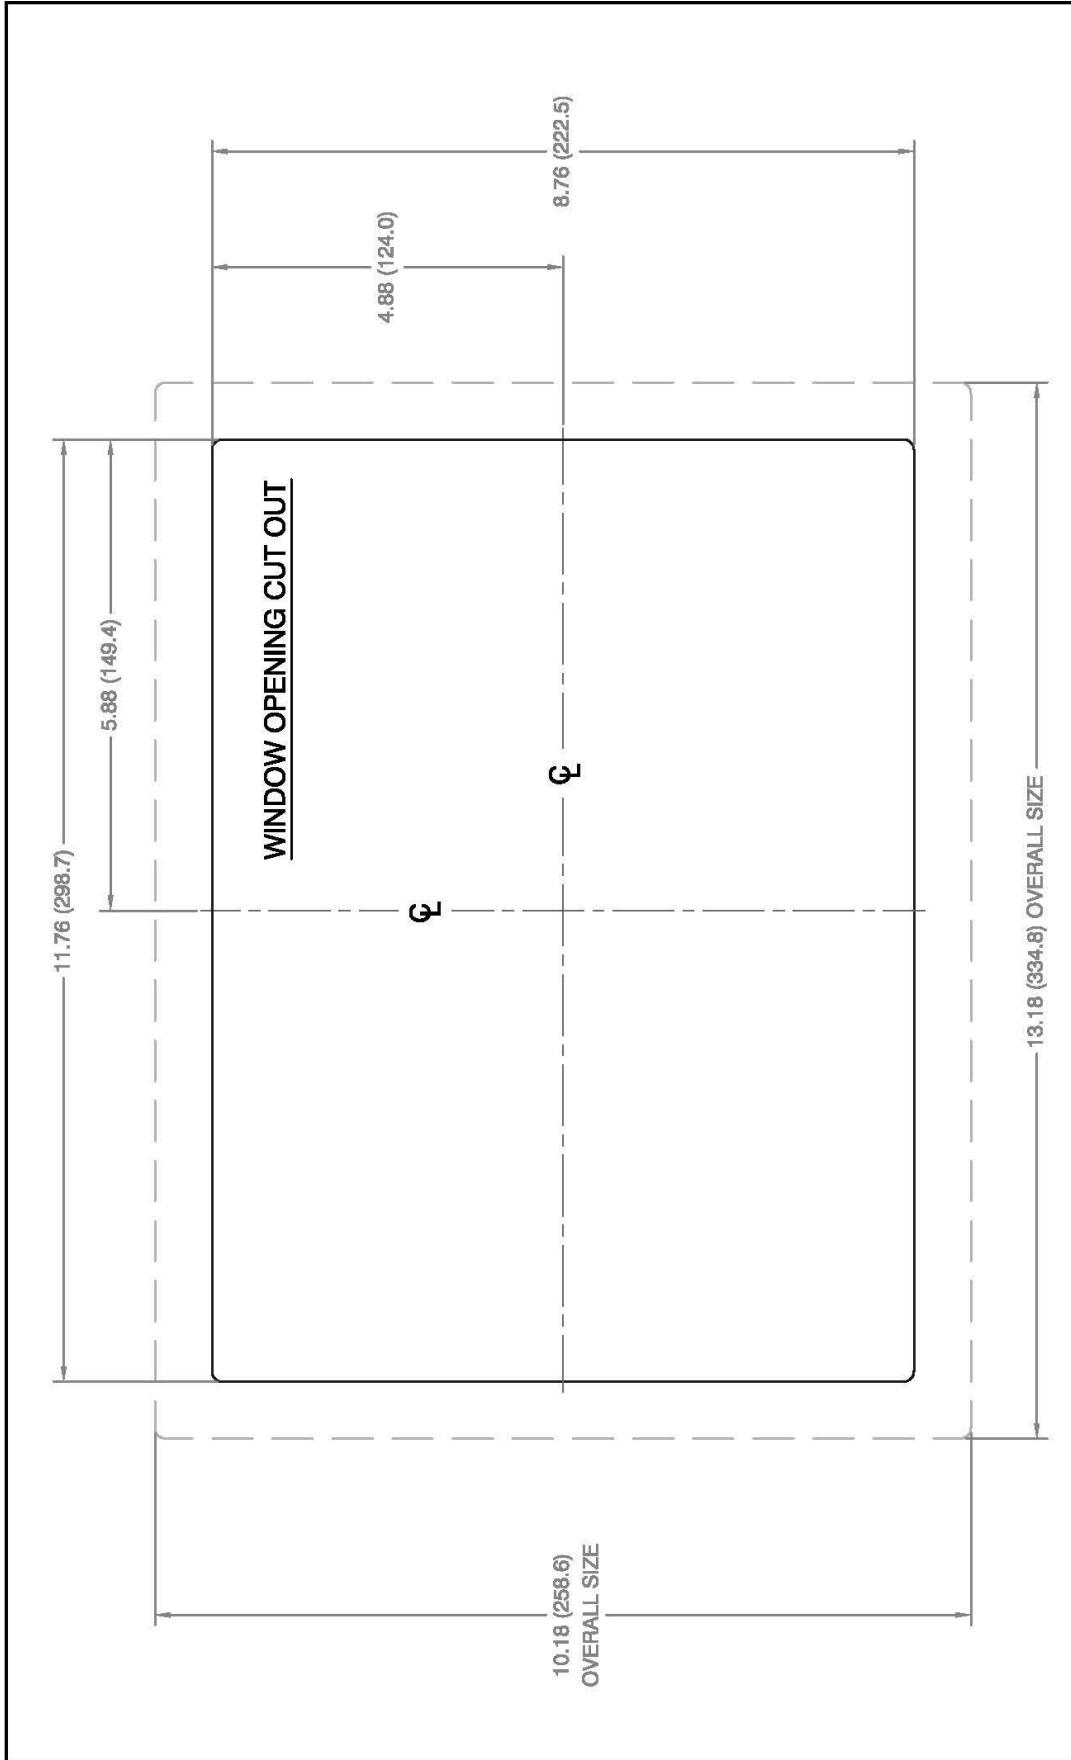 11.76 (298.7)
5.88 (149.4)
WINDOW OPENING CUT OUT
4.88 (124.0)
℄
10.18 (258.6)
OVERALL SIZE
℄
8.76 (222.5)
13.18 (334.8) OVERALL SIZE